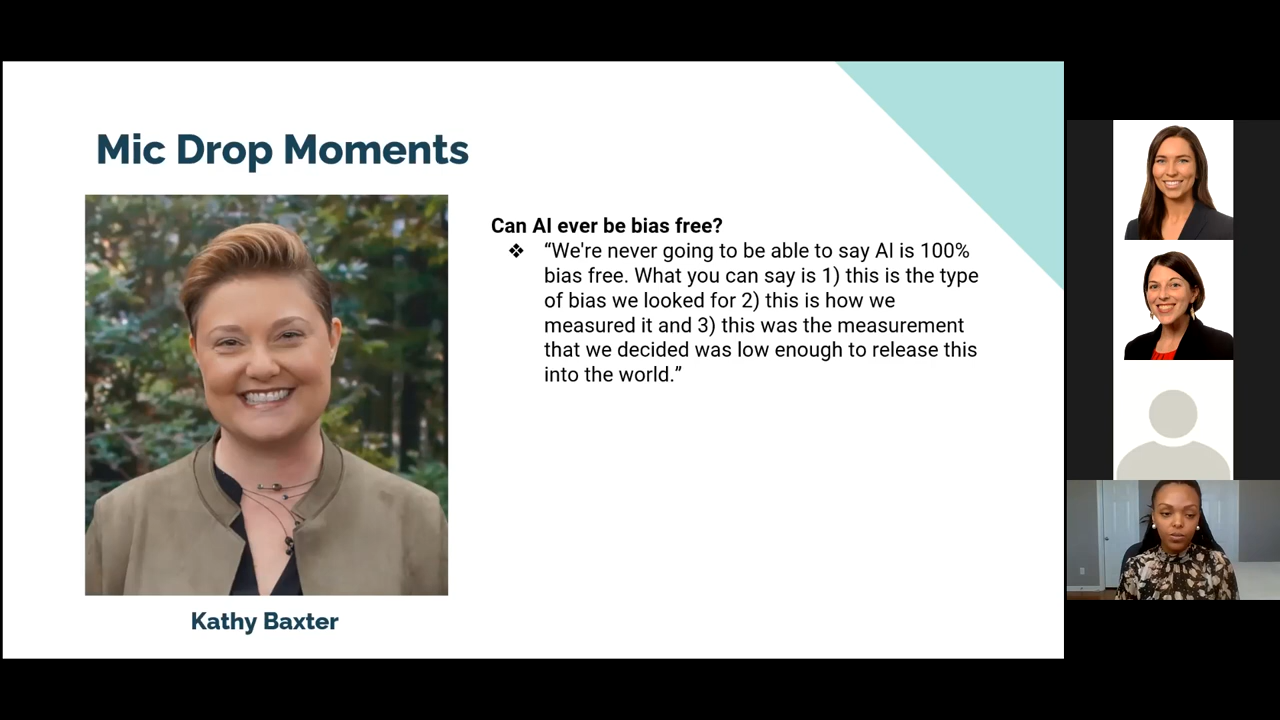 Mic Drop Moments
Can AI ever be bias free?
❖ “We're never going to be able to say AI is 100%
bias free. What you can say is 1) this is the type
of bias we looked for 2) this is how we
measured it and 3) this was the measurement
that we decided was low enough to release this
into the world.”
Kathy Baxter